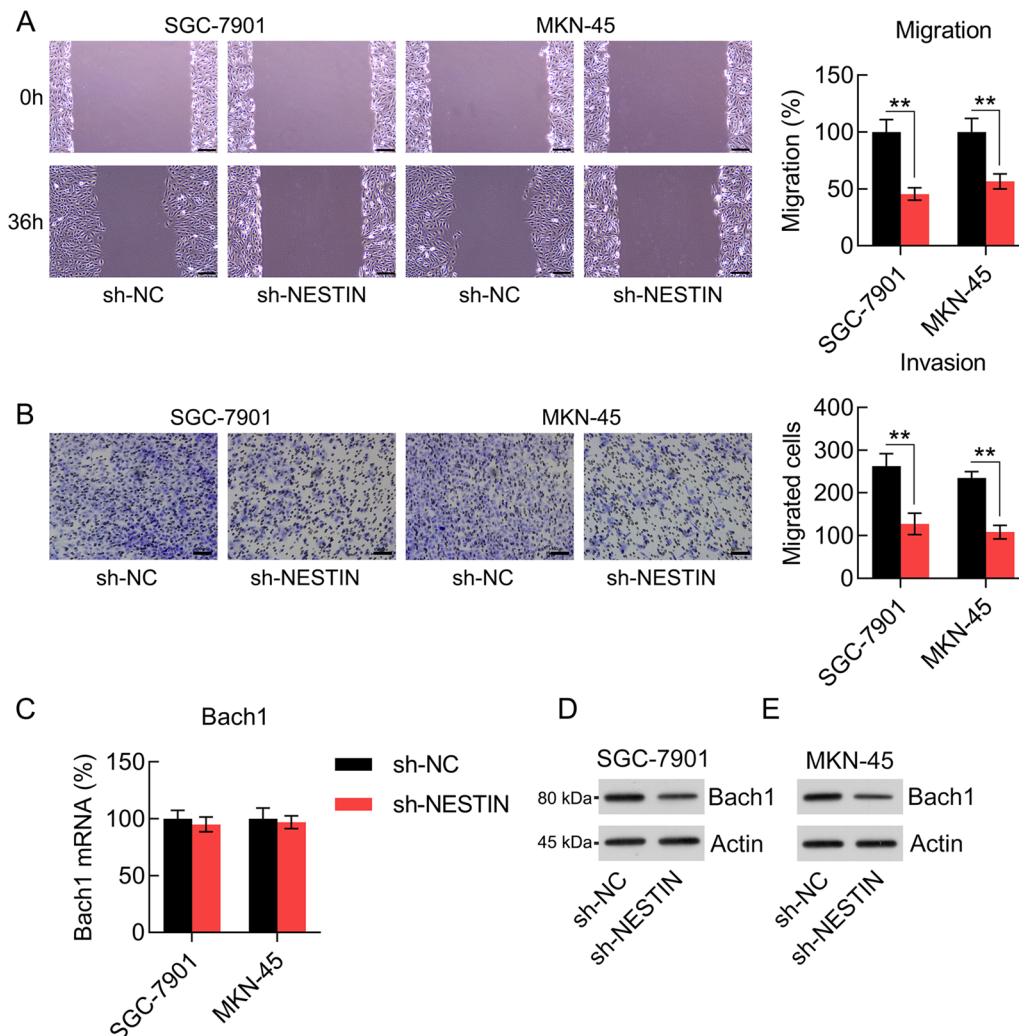 A
SGC-7901
MKN-45
0h
36h
sh-NC
sh-NESTIN
sh-NC
sh-NESTIN
Migration
Migration (%)
150
100
50
0
**
**
SGC-7901
MKN-45
B
SGC-7901
MKN-45
sh-NC
sh-NESTIN
sh-NC
sh-NESTIN
Invasion
Migrated cells
400
300
200
100
0
**
**
SGC-7901
MKN-45
C
Bach1
Bach1 mRNA (%)
150
100
50
0
SGC-7901
MKN-45
sh-NC
sh-NESTIN
D
SGC-7901
80 kDa
Bach1
45 kDa
Actin
sh-NC
sh-NESTIN
E
MKN-45
Bach1
Actin
sh-NC
sh-NESTIN